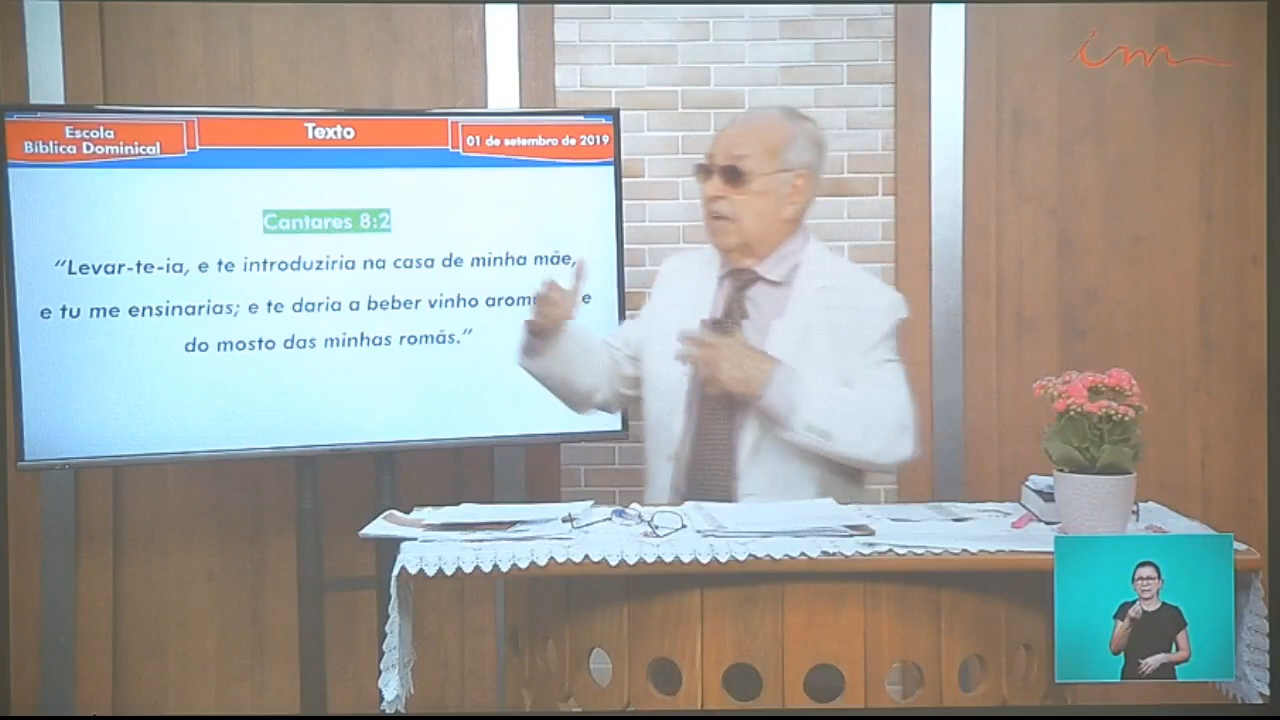 Escola
Bíblica Dominical
Texto
01 de setembro de 2019
Cantares 8:2
“Levar-te-ia, e te introduziria na casa de minha mãe,
e tu me ensinarias; e te daria a beber vinho e
do mosto das minhas romãs.”
im